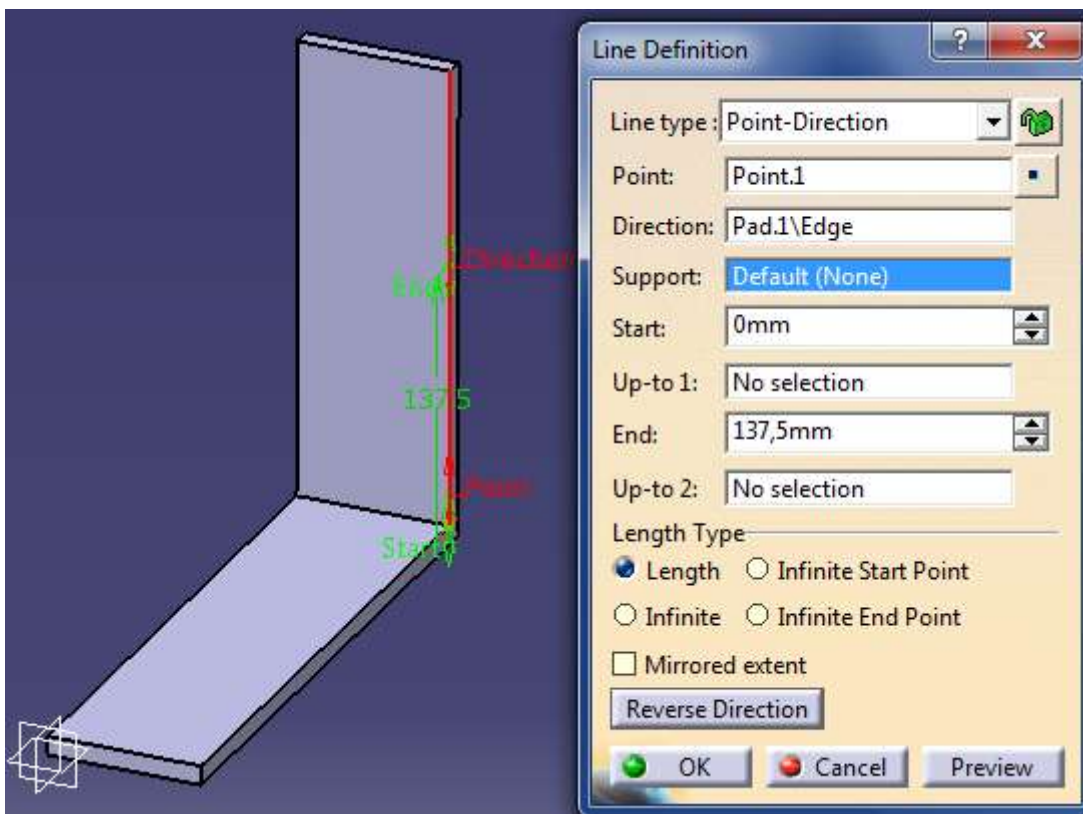 Line Definition
?
X
Line type : Point-Direction
Point: Point.1
Direction: Pad.1\Edge
Support: Default (None)
Start: 0mm
Up-to 1: No selection
End: 137,5mm
Up-to 2: No selection
Length Type
Length Infinite Start Point
Infinite Infinite End Point
Mirrored extent
Reverse Direction
OK Cancel Preview
Direction
End
137,5
Point
Start